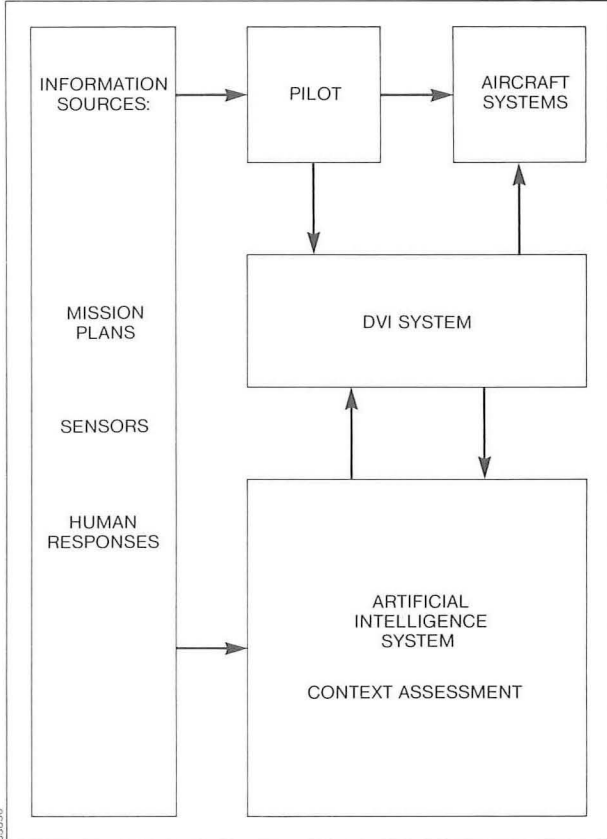 INFORMATION
SOURCES:
MISSION
PLANS
SENSORS
HUMAN
RESPONSES
PILOT
AIRCRAFT
SYSTEMS
DVI SYSTEM
ARTIFICIAL
INTELLIGENCE
SYSTEM
CONTEXT ASSESSMENT